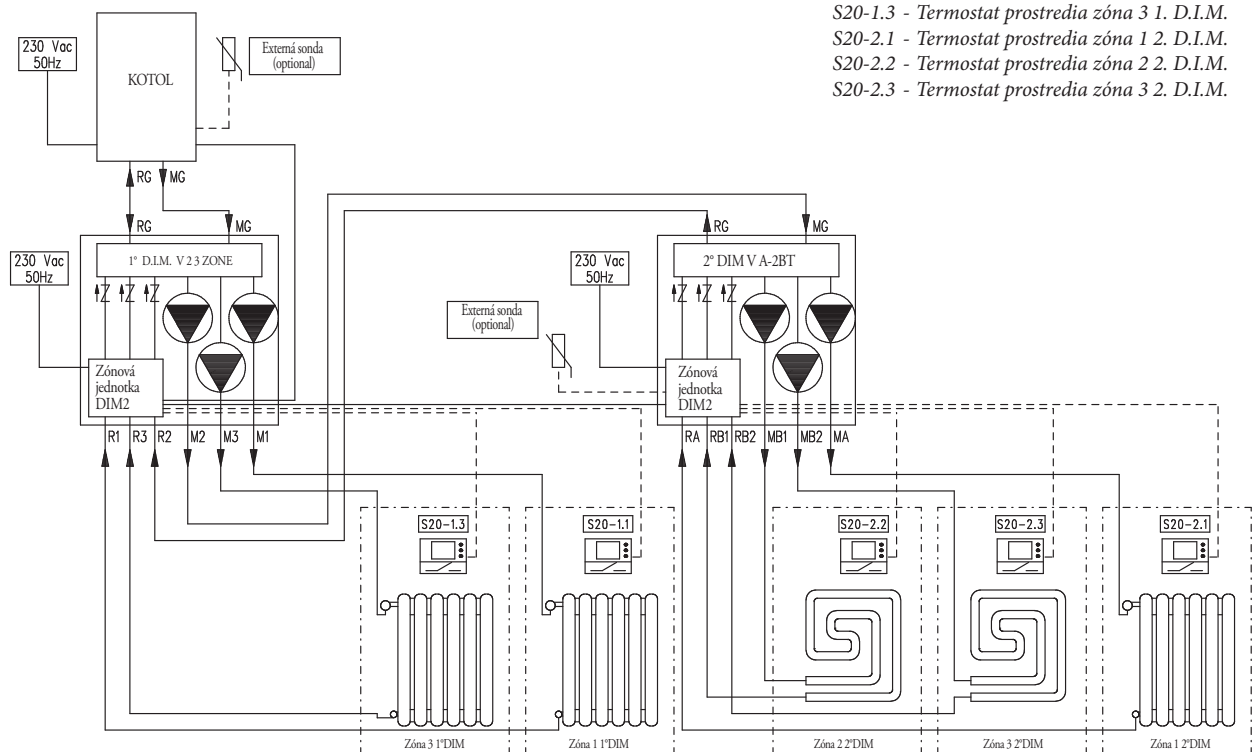 S20-1.3 - Termostat prostredia zóna 3 1. D.I.M.
S20-2.1 - Termostat prostredia zóna 1 2. D.I.M.
S20-2.2 - Termostat prostredia zóna 2 2. D.I.M.
S20-2.3 - Termostat prostredia zóna 3 2. D.I.M.
230 Vac
50Hz
KOTOL
Externá sonda
(optional)
RG
MG
RG
MG
RG
MG
230 Vac
50Hz
1° D.I.M. V 2 3 ZONE
230 Vac
50Hz
2° DIM V A-2BT
Externá sonda
(optional)
Zónová
jednotka
DIM2
Zónová
jednotka
DIM2
R1 R3 R2 M2 M3 M1
RA RB1 RB2 MB1 MB2 MA
S20-1.3
S20-1.1
S20-2.2
S20-2.3
S20-2.1
Zóna 3 1°DIM
Zóna 1 1°DIM
Zóna 2 2°DIM
Zóna 3 2°DIM
Zóna 1 2°DIM